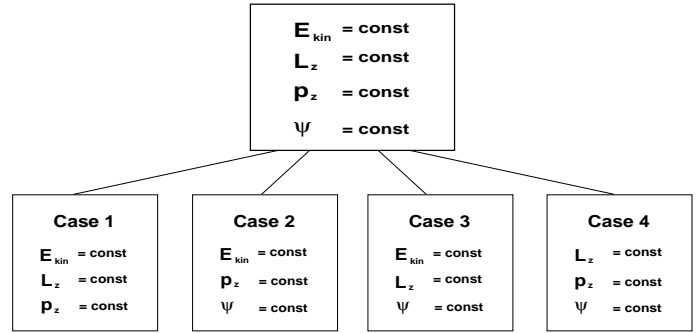 E kin = const
L z = const
p z = const
ψ = const
Case 1
E kin = const
L z = const
p z = const
Case 2
E kin = const
p z = const
ψ = const
Case 3
E kin = const
L z = const
ψ = const
Case 4
L z = const
p z = const
ψ = const